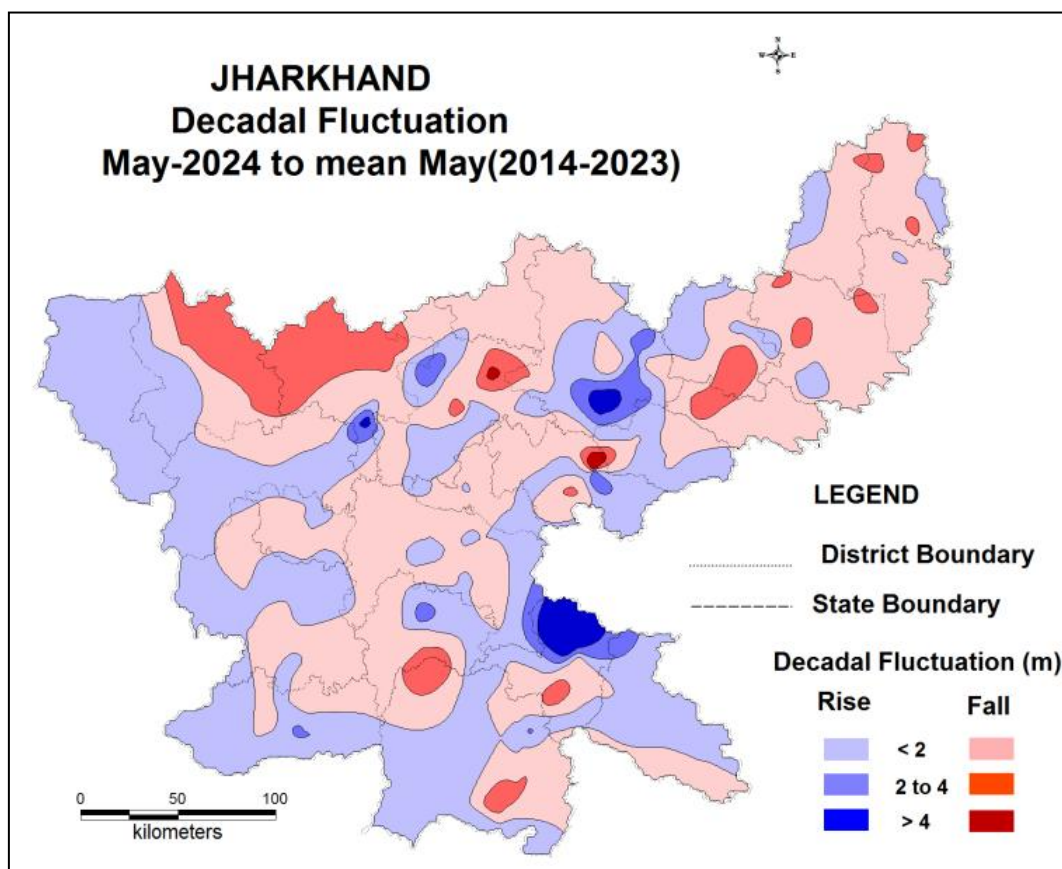 JHARKHAND
Decadal Fluctuation
May-2024 to mean May(2014-2023)
N
W E
S
LEGEND
District Boundary
State Boundary
Decadal Fluctuation (m)
Rise Fall
< 2
2 to 4
> 4
0 50 100
kilometers